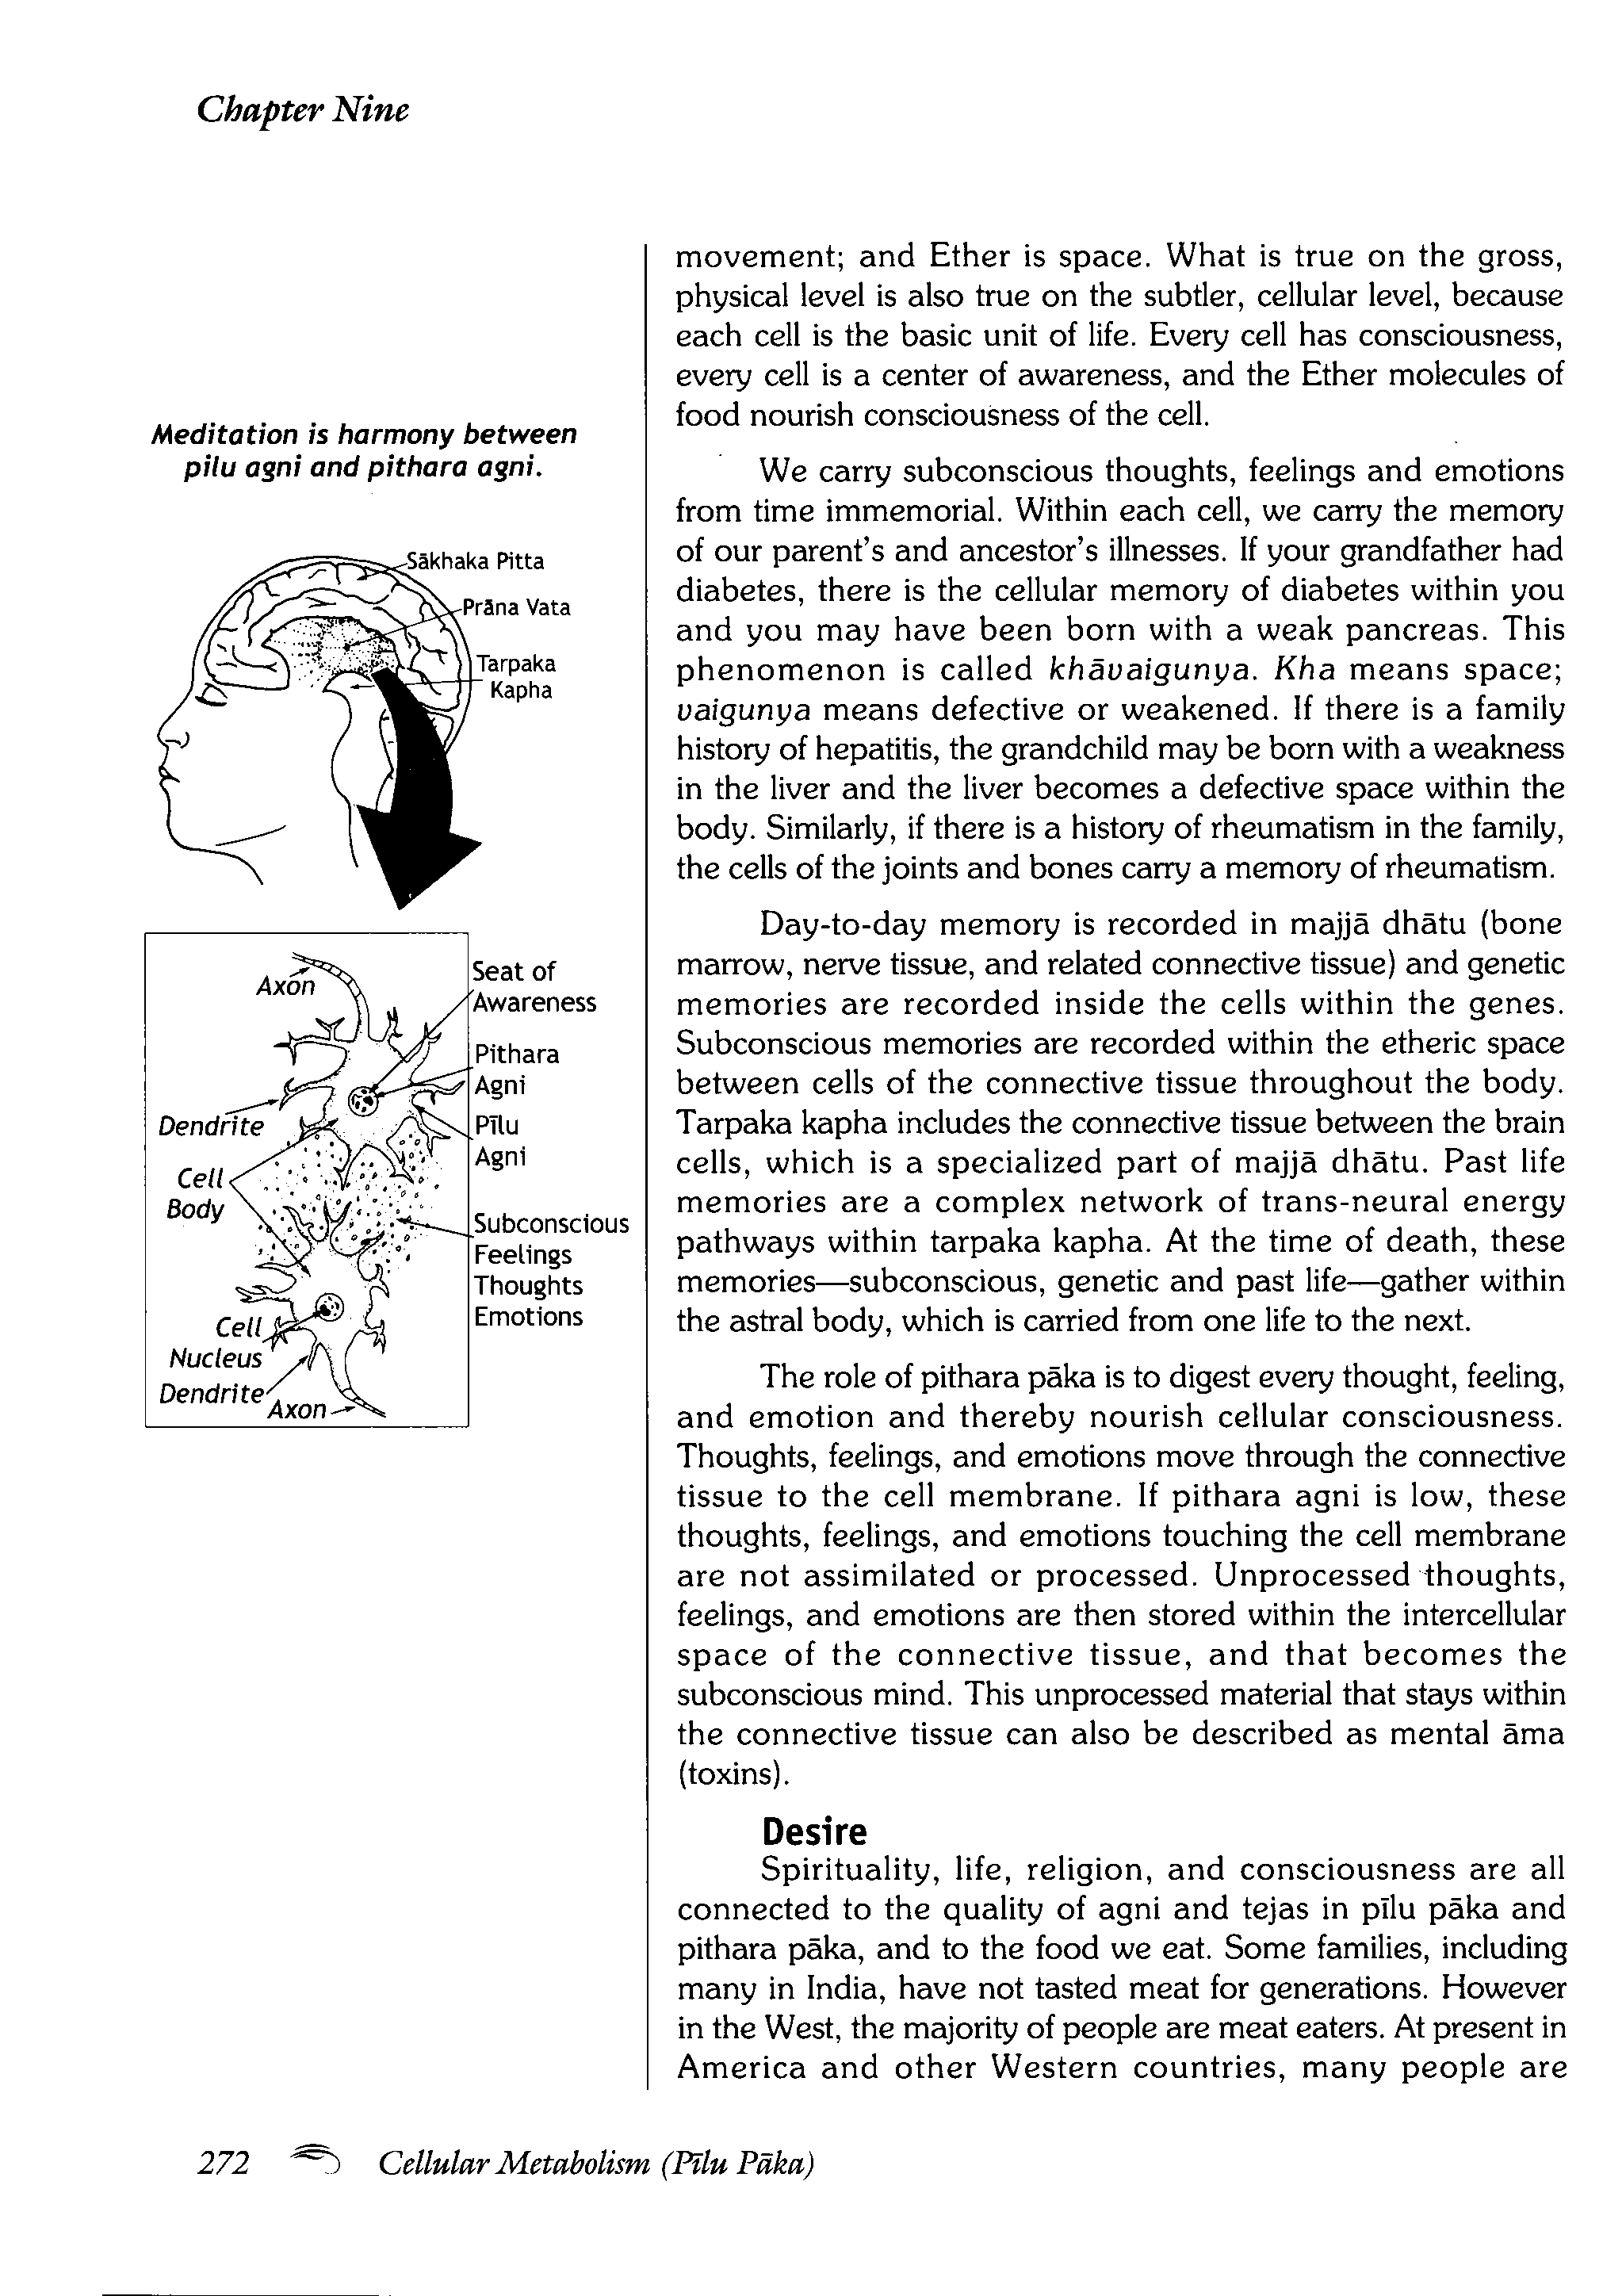 Chapter Nine
Meditation is harmony between
pilu agni and pithara agni.
Sākhaka Pitta
Prāna Vata
Tarpaka
Kapha
Axon
Seat of
Awareness
Pithara
Agni
Dendrite
Pīlu
Agni
Cell
Body
Subconscious
Feelings
Thoughts
Emotions
Cell
Nucleus
Dendrite
Axon
movement; and Ether is space. What is true on the gross,
physical level is also true on the subtler, cellular level, because
each cell is the basic unit of life. Every cell has consciousness,
every cell is a center of awareness, and the Ether molecules of
food nourish consciousness of the cell.
We carry subconscious thoughts, feelings and emotions
from time immemorial. Within each cell, we carry the memory
of our parent's and ancestor's illnesses. If your grandfather had
diabetes, there is the cellular memory of diabetes within you
and you may have been born with a weak pancreas. This
phenomenon is called khāvaigunya. Kha means space;
vaigunya means defective or weakened. If there is a family
history of hepatitis, the grandchild may be born with a weakness
in the liver and the liver becomes a defective space within the
body. Similarly, if there is a history of rheumatism in the family,
the cells of the joints and bones carry a memory of rheumatism.
Day-to-day memory is recorded in majjā dhātu (bone
marrow, nerve tissue, and related connective tissue) and genetic
memories are recorded inside the cells within the genes.
Subconscious memories are recorded within the etheric space
between cells of the connective tissue throughout the body.
Tarpaka kapha includes the connective tissue between the brain
cells, which is a specialized part of majjā dhātu. Past life
memories are a complex network of trans-neural energy
pathways within tarpaka kapha. At the time of death, these
memories—subconscious, genetic and past life—gather within
the astral body, which is carried from one life to the next.
The role of pithara pāka is to digest every thought, feeling,
and emotion and thereby nourish cellular consciousness.
Thoughts, feelings, and emotions move through the connective
tissue to the cell membrane. If pithara agni is low, these
thoughts, feelings, and emotions touching the cell membrane
are not assimilated or processed. Unprocessed thoughts,
feelings, and emotions are then stored within the intercellular
space of the connective tissue, and that becomes the
subconscious mind. This unprocessed material that stays within
the connective tissue can also be described as mental āma
(toxins).
Desire
Spirituality, life, religion, and consciousness are all
connected to the quality of agni and tejas in pīlu pāka and
pithara pāka, and to the food we eat. Some families, including
many in India, have not tasted meat for generations. However
in the West, the majority of people are meat eaters. At present in
America and other Western countries, many people are
272 Cellular Metabolism (Pīlu Pāka)